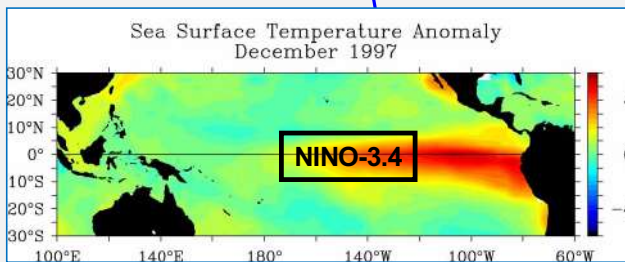 Sea Surface Temperature Anomaly
December 1997
30°N
20°N
10°N
0°
10°S
20°S
30°S
NINO-3.4
100°E 140°E 180° 140°W 100°W 60°W